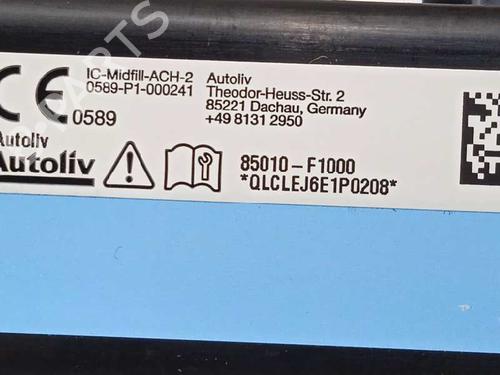 IC-Midfill-ACH-2
0589-P1-000241
CE
0589
Autoliv
Theodor-Heuss-Str. 2
85221 Dachau, Germany
+49 8131 2950
Autoliv
Autoliv
85010-F1000
*QLCLEJ6E1P0208*
PARTS